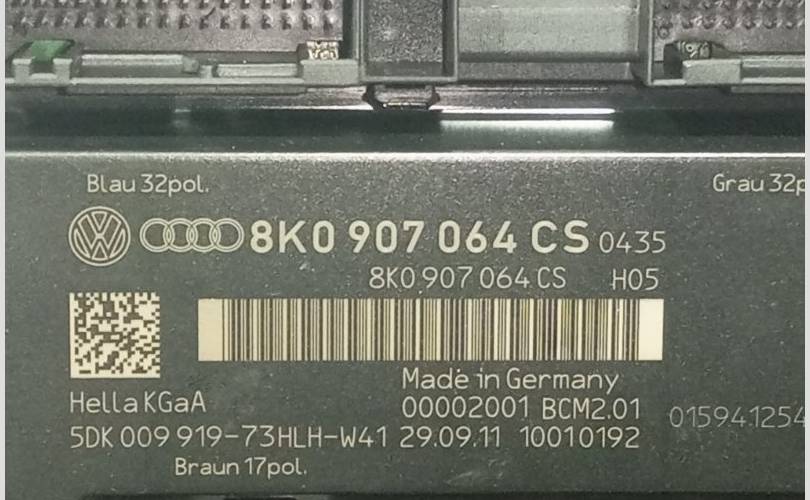 Blau 32pol.
Grau 32p
8K0 907 064 CS 0435
8K0 907 064 CS H05
Made in Germany
Hella KGaA
00002001 BCM2.01
015941254
5DK 009 919-73HLH-W41 29.09.11 10010192
Braun 17pol.